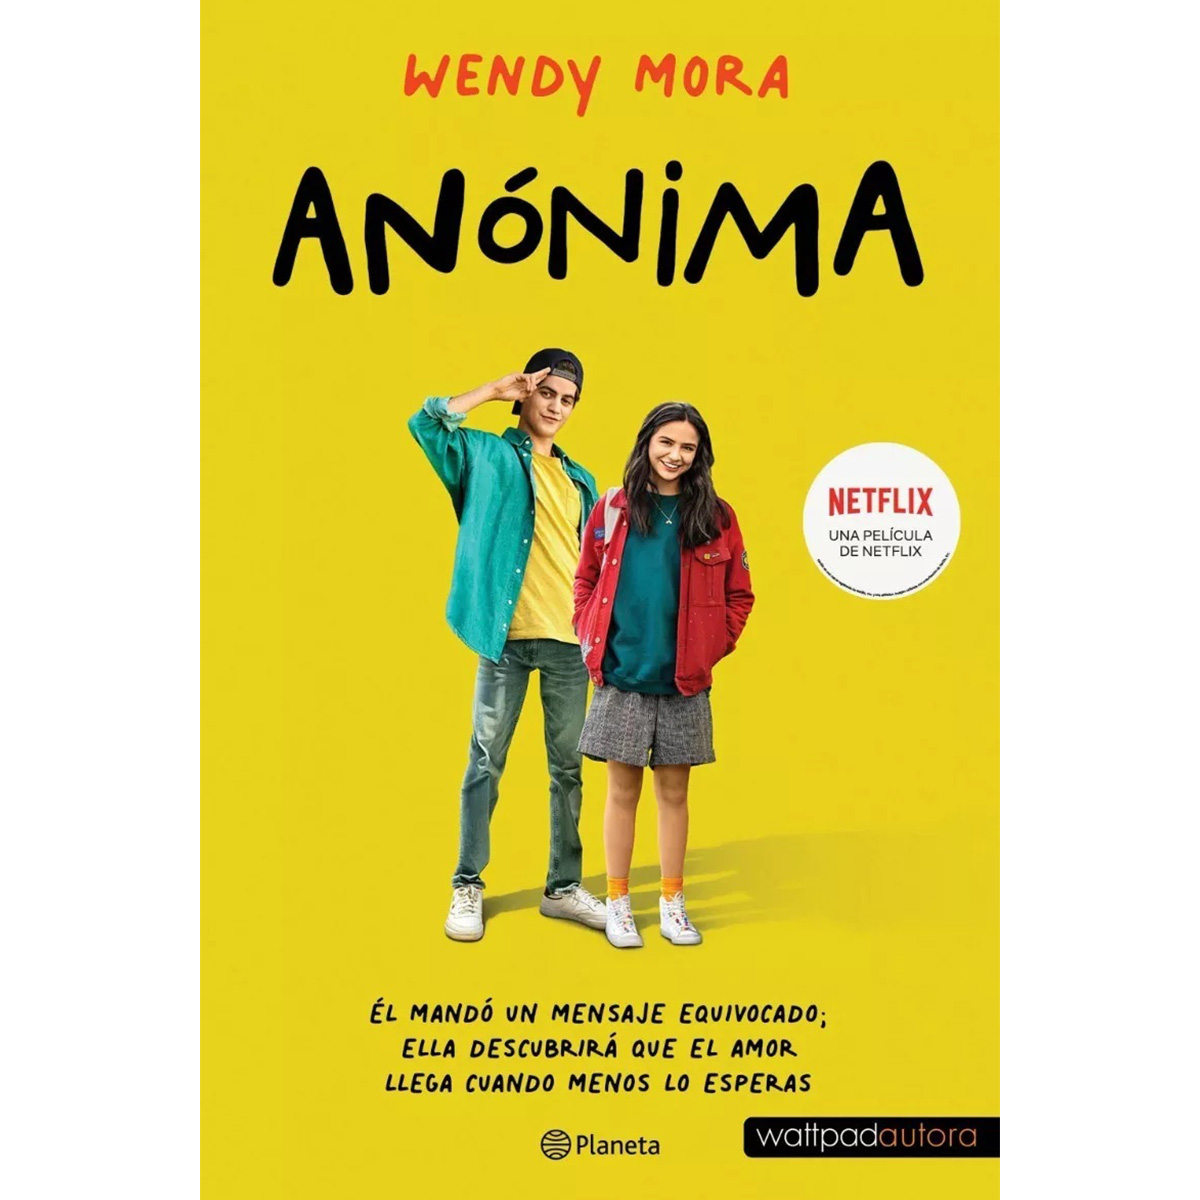 WENDY MORA
ANÓNIMA
NETFLIX
UNA PELÍCULA
DE NETFLIX
ÉL MANDÓ UN MENSAJE EQUIVOCADO;
ELLA DESCUBRIRÁ QUE EL AMOR
LLEGA CUANDO MENOS LO ESPERAS
Planeta
wattpadautora